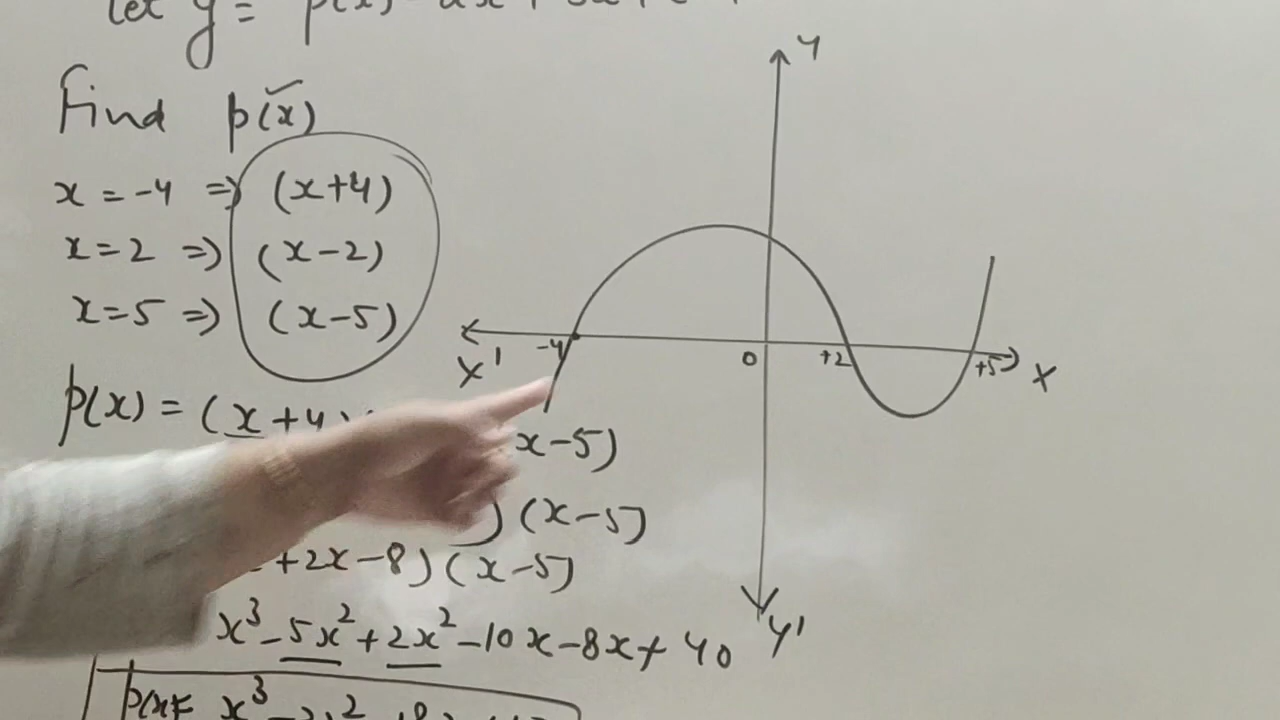 let y = p(x)
Find p(x)
x = -4 => (x+4)
x=2 => (x-2)
x=5 => (x-5)
p(x) = (x+4)
x-5)
) (x-5)
+2x-8) (x-5)
x³-5x²+2x²-10x-8x+40
p(x)= x³
Y
X'
-4
0
+2
+5
X
Y'